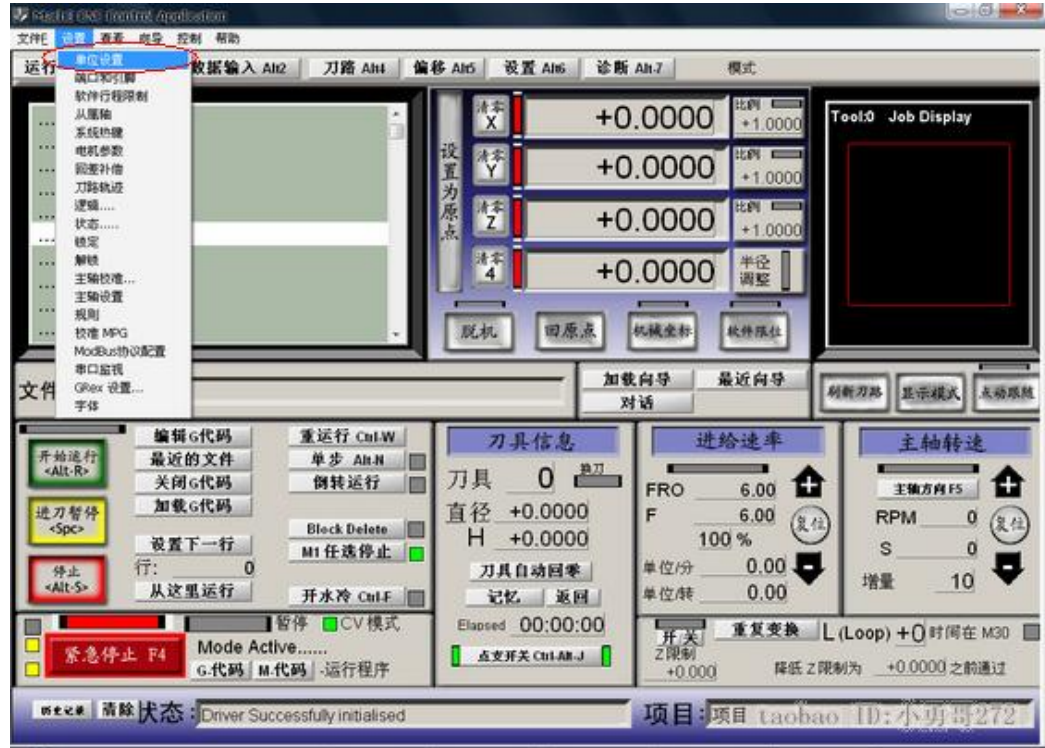 Mach3 CNC Control Application
文件F 设置 查看 向导 控制 帮助
运行 数据输入 Alt2 刀路 Alt4 偏移 Alt5 设置 Alt6 诊断 Alt-7 模式
单位设置
端口和引脚
软件行程限制
从属轴
系统热键
电机参数
回差补偿
刀路轨迹
逻辑....
状态.....
锁定
解锁
主轴校准...
主轴设置
规则
校准 MPG
ModBus协议配置
串口监视
GRex 设置...
字体
设置为原点
清零 X +0.0000 比例 +1.0000
清零 Y +0.0000 比例 +1.0000
清零 Z +0.0000 比例 +1.0000
清零 4 +0.0000 半径调整
脱机 回原点 机械坐标 软件限位
Tool:0 Job Display
文件
加载向导 最近向导
对话
刷新刀路 显示模式 点动跟随
开始运行 <Alt-R>
进刀暂停 <Spc>
停止 <Alt-S>
编辑G代码
最近的文件
关闭G代码
加载G代码
设置下一行
行: 0
从这里运行
重运行 Ctrl-W
单步 Alt-N
倒转运行
Block Delete
M1 任选停止
开水冷 Ctrl-F
刀具信息
刀具 0 换刀
直径 +0.0000
H +0.0000
刀具自动回零
记忆 返回
Elapsed 00:00:00
点变开关 Ctrl-Alt-J
进给速率
FRO 6.00
F 6.00
100 %
复位
单位/分 0.00
单位/转 0.00
主轴转速
主轴方向 F5
RPM 0
S 0
复位
增量 10
暂停 CV 模式
紧急停止 F4
Mode Active......
G-代码 M-代码 -运行程序
开关
Z限制
+0.000
重复变换 L (Loop) +0 时间在 M30
降低 Z 限制为 +0.0000 之前通过
历史记录 清除 状态: Driver Successfully initialised
项目: 项目
taobao ID:小勇哥272